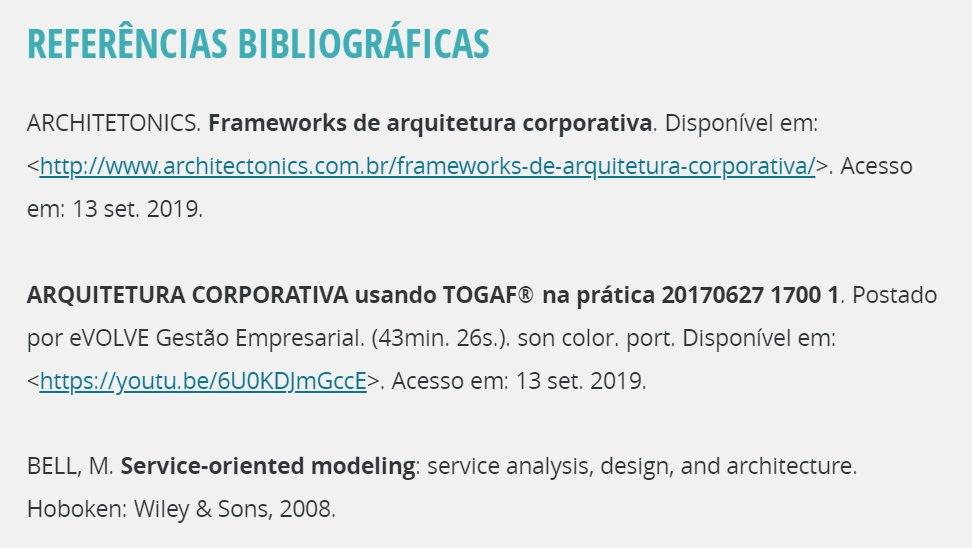 REFERÊNCIAS BIBLIOGRÁFICAS
ARCHITETONICS. Frameworks de arquitetura corporativa. Disponível em:
<http://www.architectonics.com.br/frameworks-de-arquitetura-corporativa/>. Acesso
em: 13 set. 2019.
ARQUITETURA CORPORATIVA usando TOGAF® na prática 20170627 1700 1. Postado
por eVOLVE Gestão Empresarial. (43min. 26s.). son color. port. Disponível em:
<https://youtu.be/6U0KDJmGccE>. Acesso em: 13 set. 2019.
BELL, M. Service-oriented modeling: service analysis, design, and architecture.
Hoboken: Wiley & Sons, 2008.